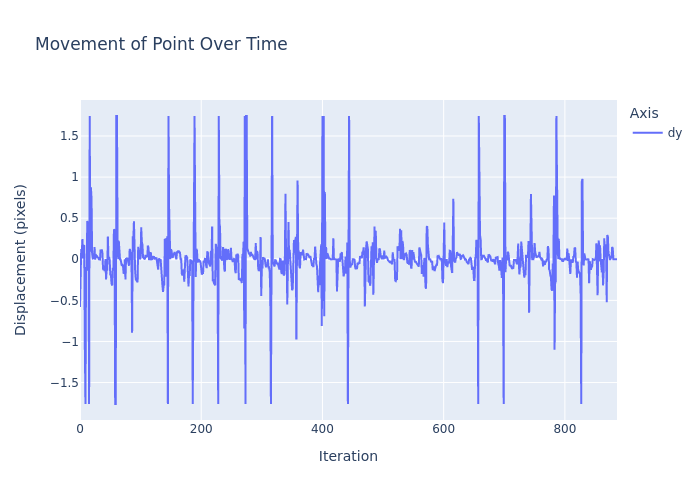 Movement of Point Over Time
Axis
dy
1.5
1
0.5
0
−0.5
−1
−1.5
Displacement (pixels)
0
200
400
600
800
Iteration